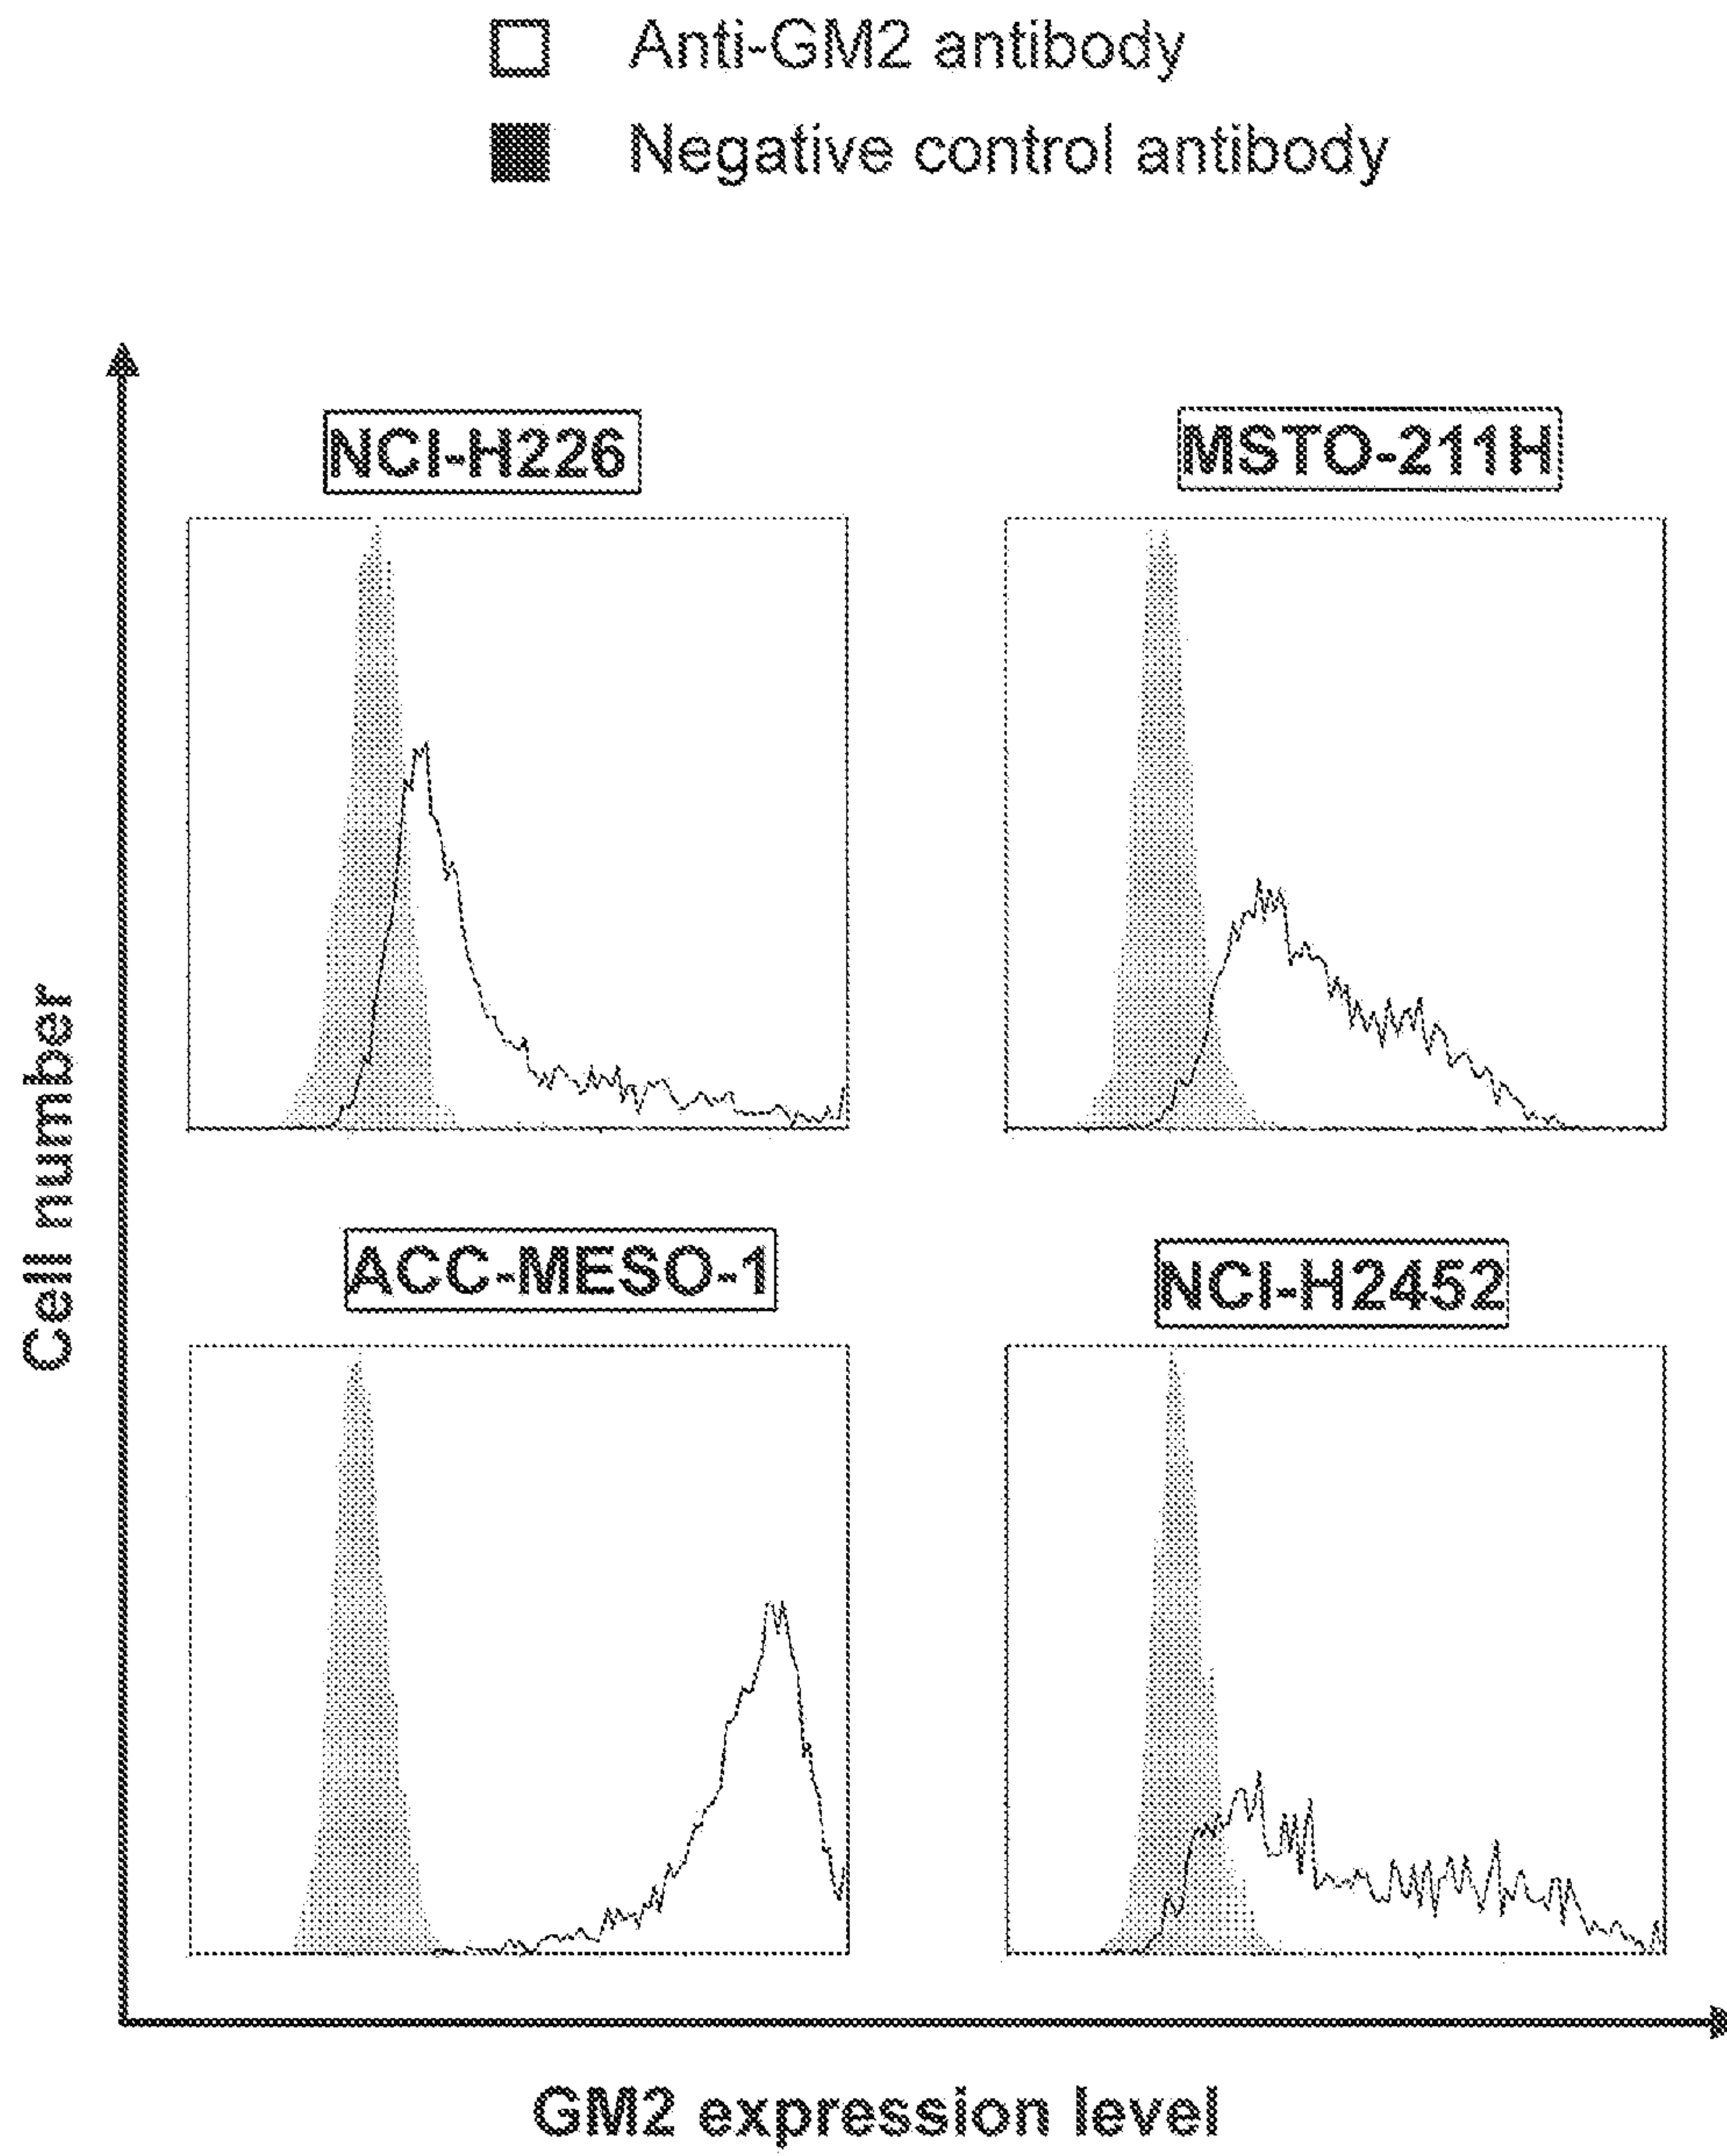 Anti-GM2 antibody
Negative control antibody
NCI-H226
MSTO-211H
Cell number
ACC-MESO-1
NCI-H2452
GM2 expression level